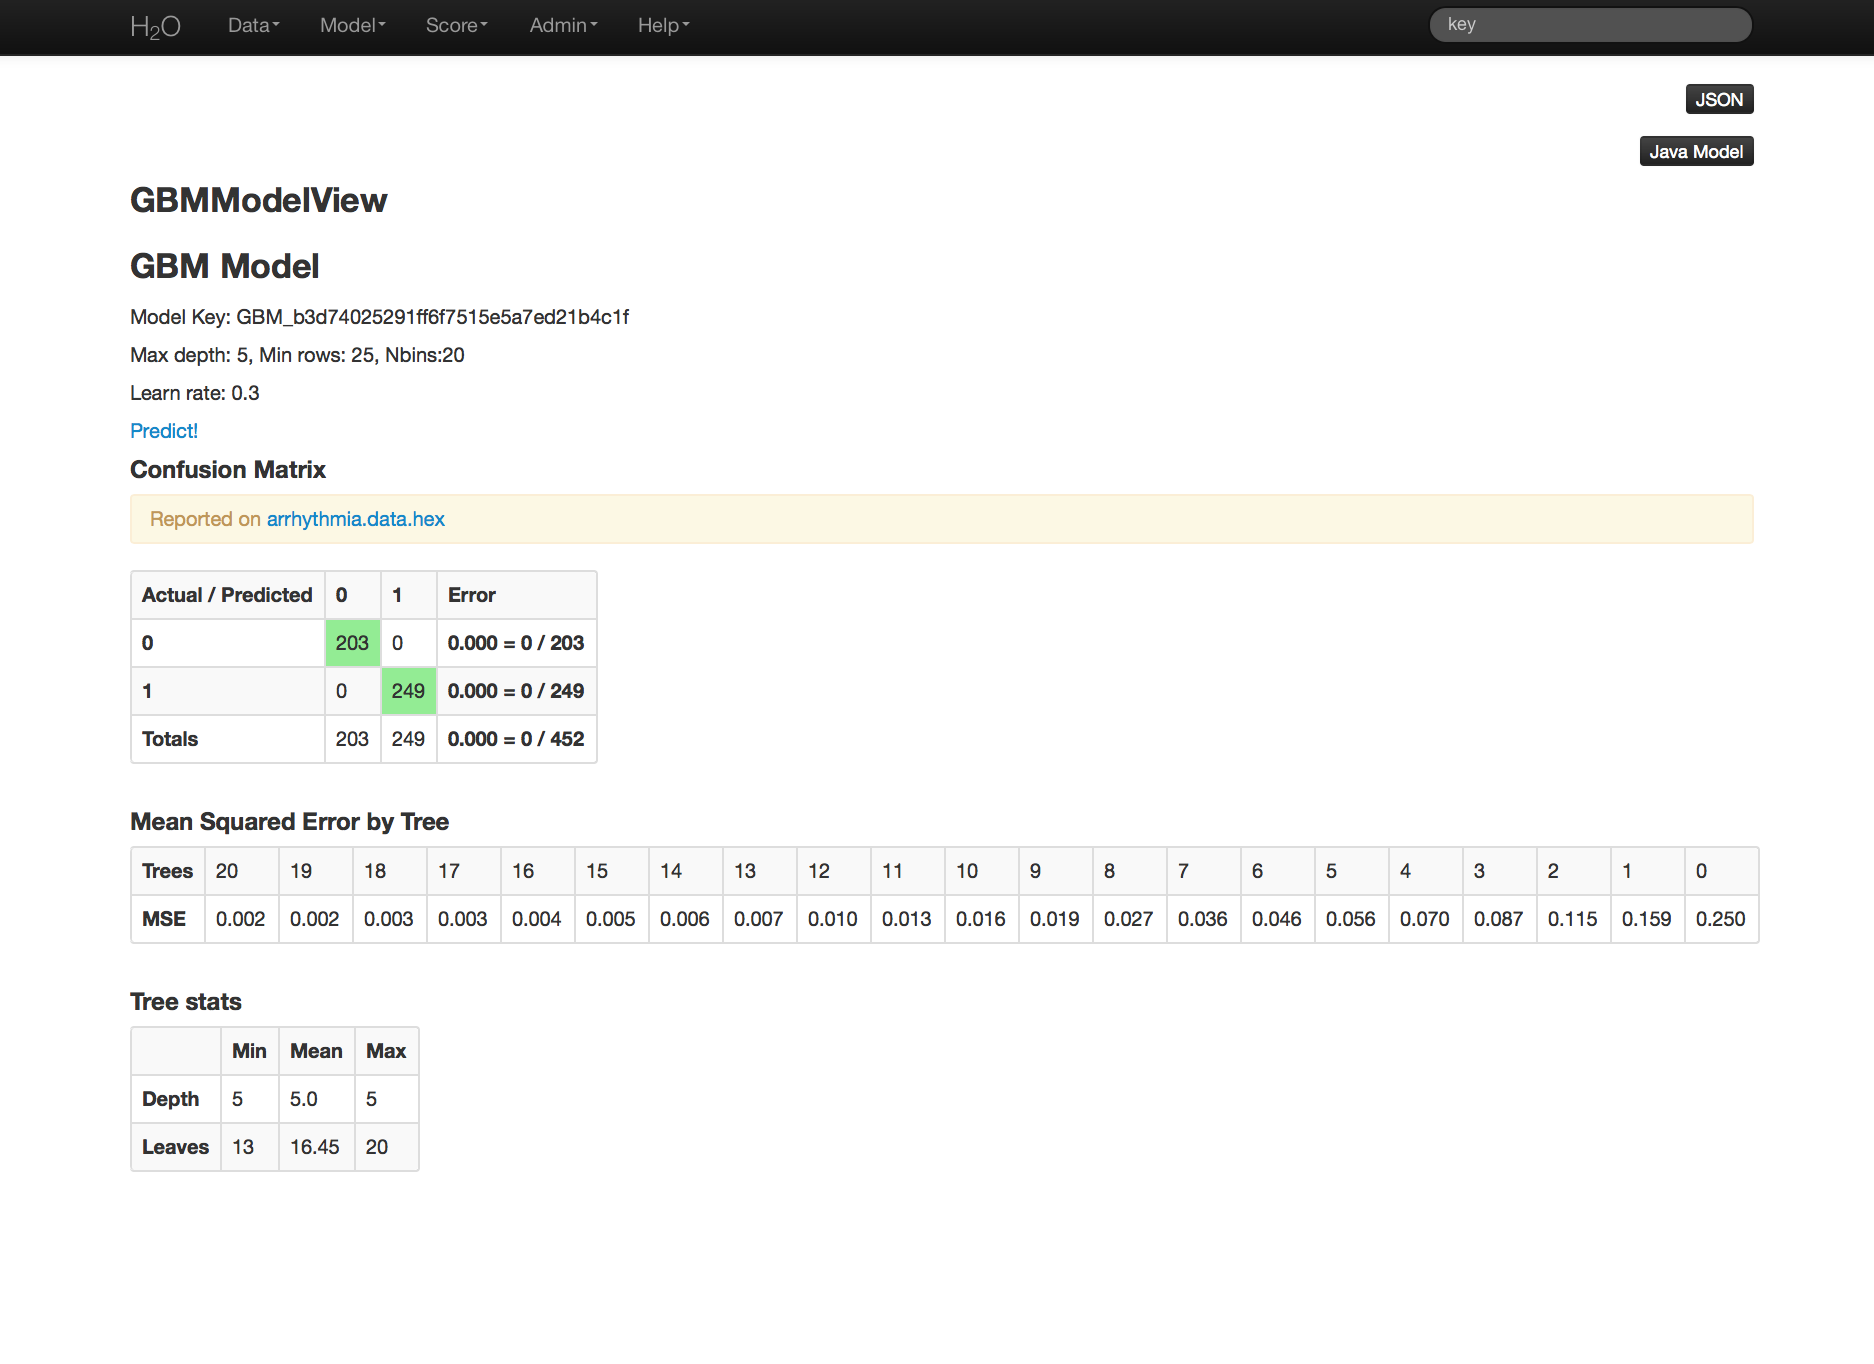 H2O Data Model Score Admin Help key
JSON
Java Model
GBMModelView
GBM Model
Model Key: GBM_b3d74025291ff6f7515e5a7ed21b4c1f
Max depth: 5, Min rows: 25, Nbins:20
Learn rate: 0.3
Predict!
Confusion Matrix
Reported on arrhythmia.data.hex
Actual / Predicted 0 1 Error
0 203 0 0.000 = 0 / 203
1 0 249 0.000 = 0 / 249
Totals 203 249 0.000 = 0 / 452
Mean Squared Error by Tree
Trees 20 19 18 17 16 15 14 13 12 11 10 9 8 7 6 5 4 3 2 1 0
MSE 0.002 0.002 0.003 0.003 0.004 0.005 0.006 0.007 0.010 0.013 0.016 0.019 0.027 0.036 0.046 0.056 0.070 0.087 0.115 0.159 0.250
Tree stats
Min Mean Max
Depth 5 5.0 5
Leaves 13 16.45 20